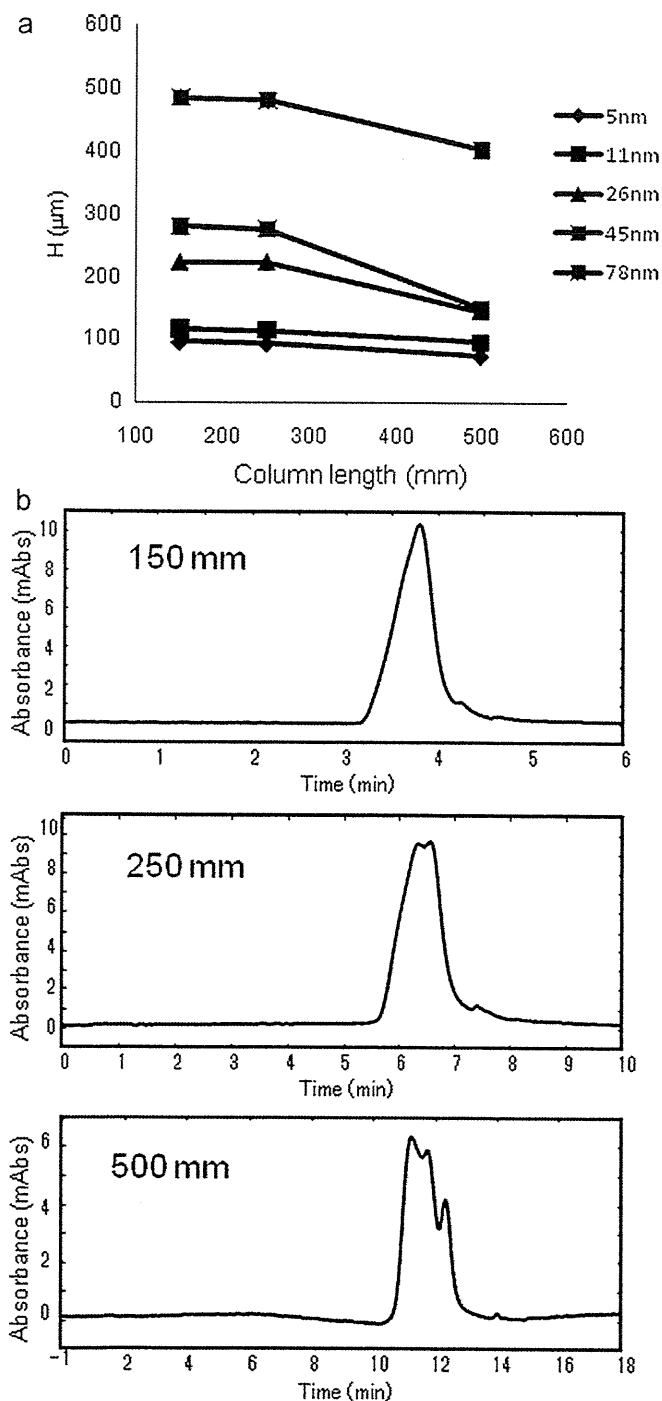 a
600
500
400
300
200
100
0
H (μm)
100 200 300 400 500 600
Column length (mm)
5nm
11nm
26nm
45nm
78nm
b
150 mm
10
8
6
4
2
0
Absorbance (mAbs)
0 1 2 3 4 5 6
Time (min)
250 mm
10
8
6
4
2
0
Absorbance (mAbs)
0 1 2 3 4 5 6 7 8 9 10
Time (min)
500 mm
6
4
2
0
Absorbance (mAbs)
-1 2 4 6 8 10 12 14 16 18
Time (min)